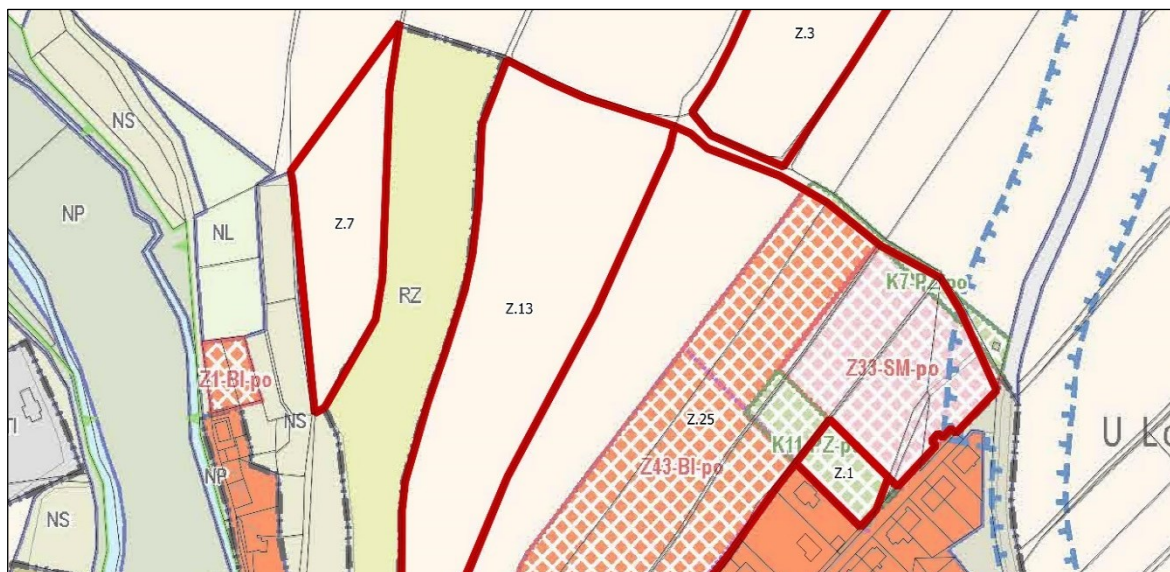 Z.3
NS
NP
Z.7
NL
K7-PZ-po
RZ
Z.13
Z33-SM-po
Z1-BI-po
NS
Z.25
U Lo
TI
K11-PZ-p
Z43-BI-po
Z.1
NP
NS